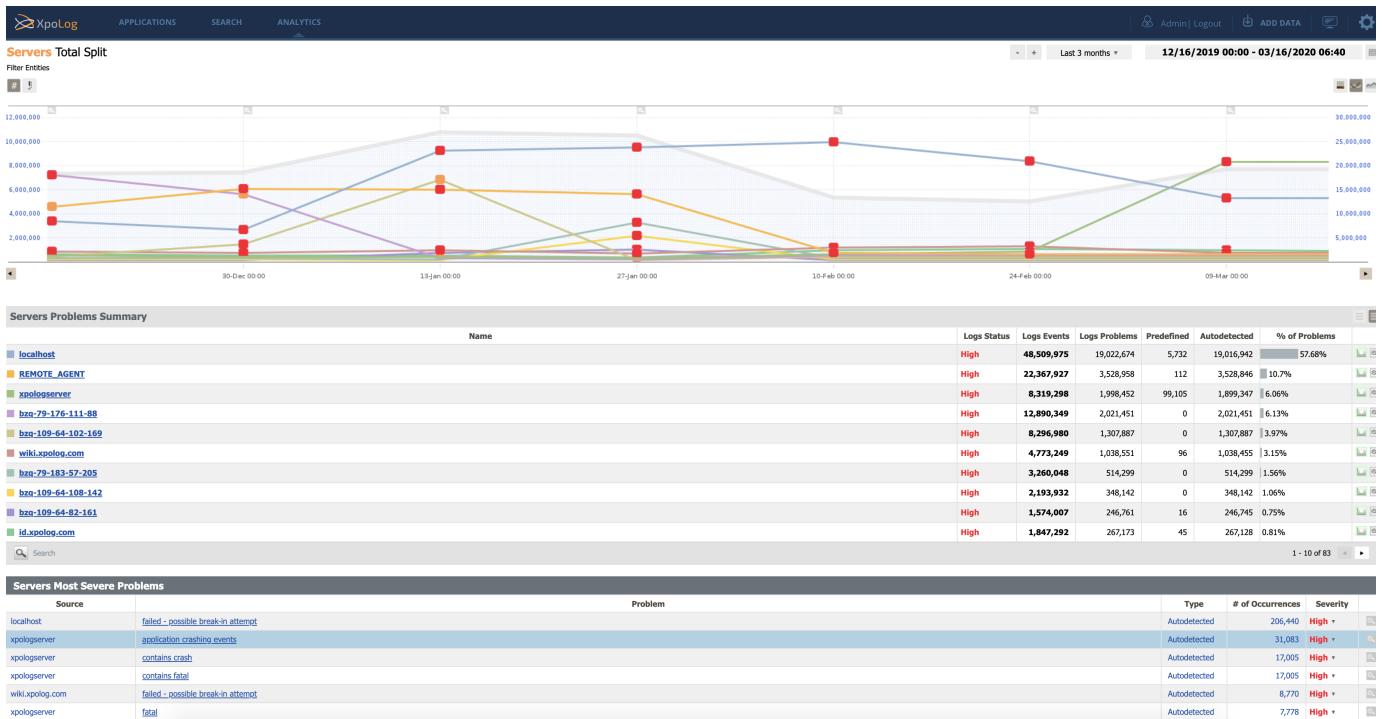 XpoLog APPLICATIONS SEARCH ANALYTICS Admin| Logout ADD DATA
Servers Total Split - + Last 3 months 12/16/2019 00:00 - 03/16/2020 06:40
Filter Entities
#
12,000,000 30,000,000
10,000,000 25,000,000
8,000,000 20,000,000
6,000,000 15,000,000
4,000,000 10,000,000
2,000,000 5,000,000
30-Dec 00:00 13-Jan 00:00 27-Jan 00:00 10-Feb 00:00 24-Feb 00:00 09-Mar 00:00
Servers Problems Summary
Name Logs Status Logs Events Logs Problems Predefined Autodetected % of Problems
localhost High 48,509,975 19,022,674 5,732 19,016,942 57.68%
REMOTE_AGENT High 22,367,927 3,528,958 112 3,528,846 10.7%
xpologserver High 8,319,298 1,998,452 99,105 1,899,347 6.06%
bzq-79-176-111-88 High 12,890,349 2,021,451 0 2,021,451 6.13%
bzq-109-64-102-169 High 8,296,980 1,307,887 0 1,307,887 3.97%
wiki.xpolog.com High 4,773,249 1,038,551 96 1,038,455 3.15%
bzq-79-183-57-205 High 3,260,048 514,299 0 514,299 1.56%
bzq-109-64-108-142 High 2,193,932 348,142 0 348,142 1.06%
bzq-109-64-82-161 High 1,574,007 246,761 16 246,745 0.75%
id.xpolog.com High 1,847,292 267,173 45 267,128 0.81%
Search 1 - 10 of 83
Servers Most Severe Problems
Source Problem Type # of Occurrences Severity
localhost failed - possible break-in attempt Autodetected 206,440 High
xpologserver application crashing events Autodetected 31,083 High
xpologserver contains crash Autodetected 17,005 High
xpologserver contains fatal Autodetected 17,005 High
wiki.xpolog.com failed - possible break-in attempt Autodetected 8,770 High
xpologserver fatal Autodetected 7,778 High